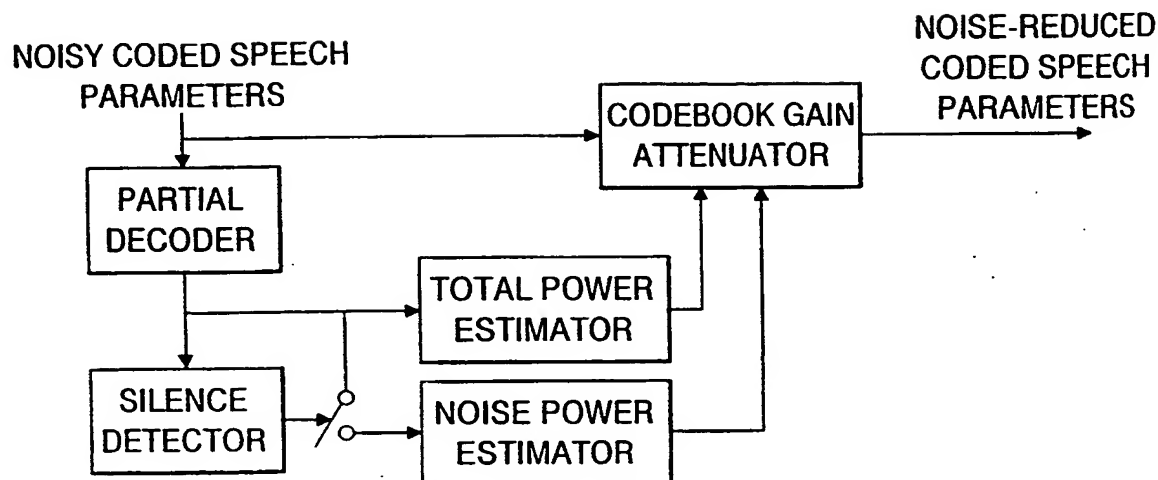 NOISY CODED SPEECH
PARAMETERS
NOISE-REDUCED
CODED SPEECH
PARAMETERS
CODEBOOK GAIN
ATTENUATOR
PARTIAL
DECODER
TOTAL POWER
ESTIMATOR
SILENCE
DETECTOR
NOISE POWER
ESTIMATOR